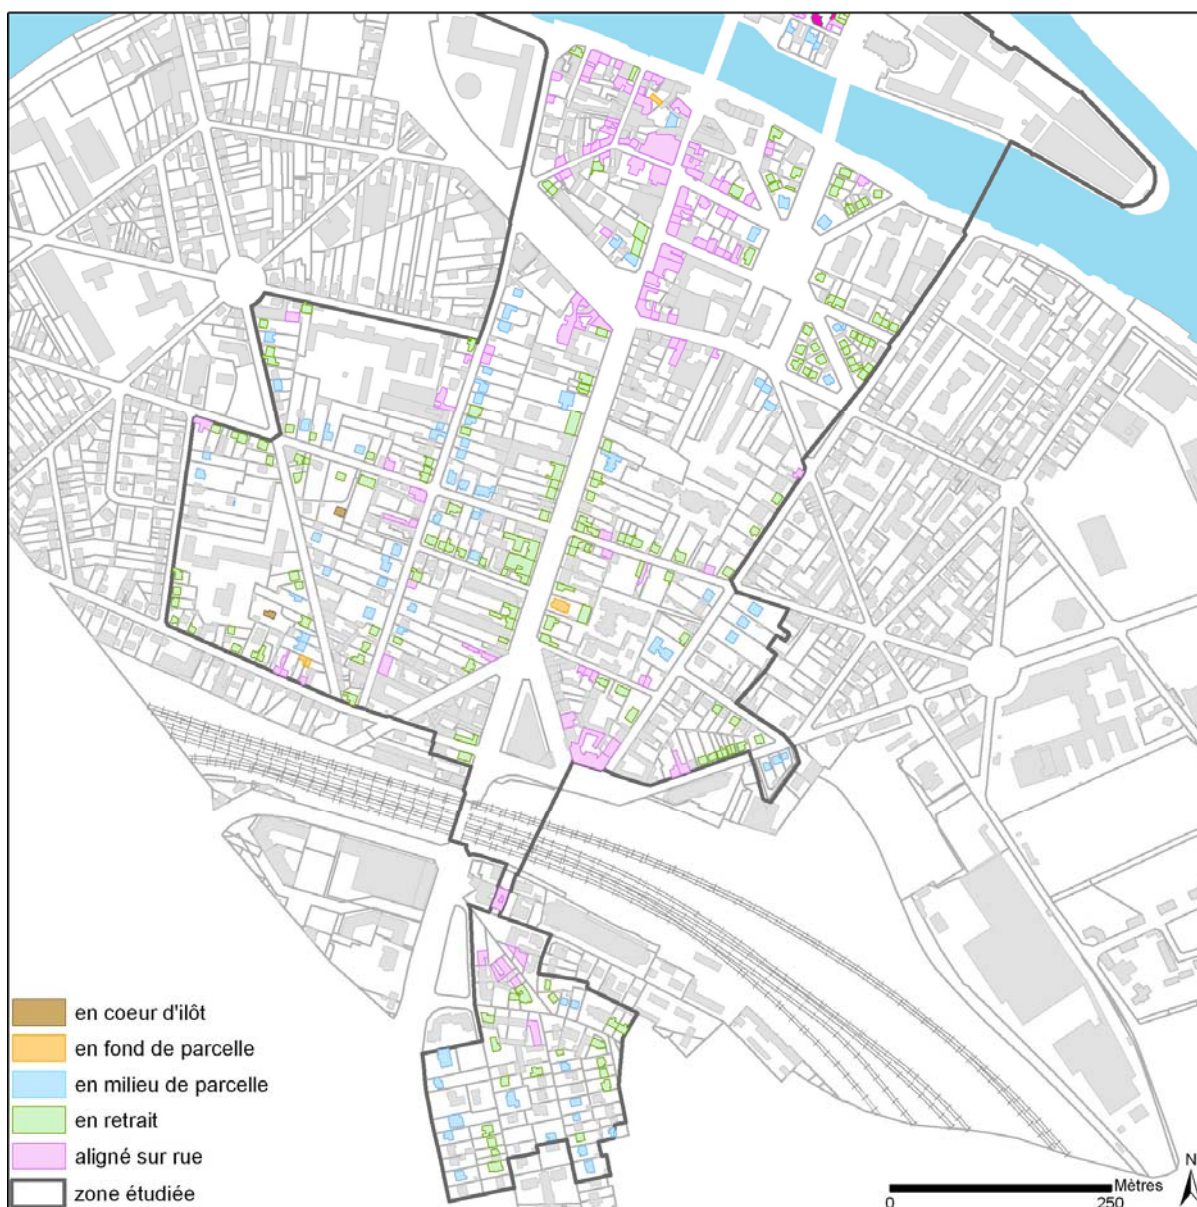 en coeur d'ilôt
en fond de parcelle
en milieu de parcelle
en retrait
aligné sur rue
zone étudiée
N
Mètres
0 250